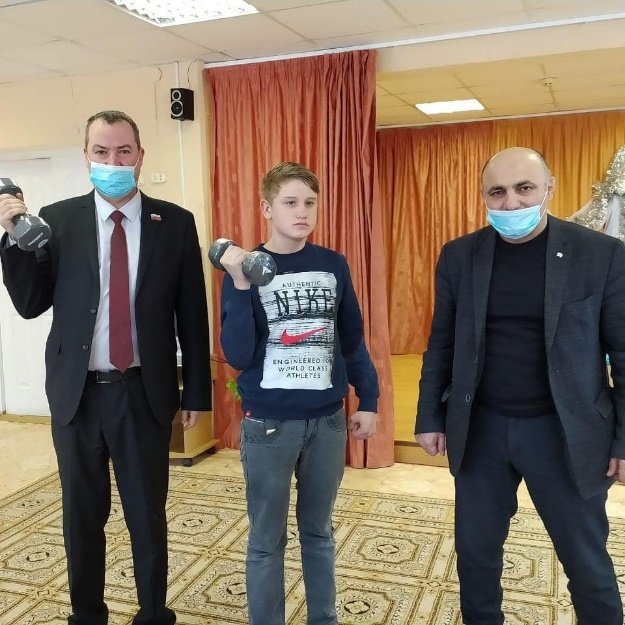 AUTHENTIC
NIKE
ENGINEERED FOR
WORLD CLASS
ATHLETES